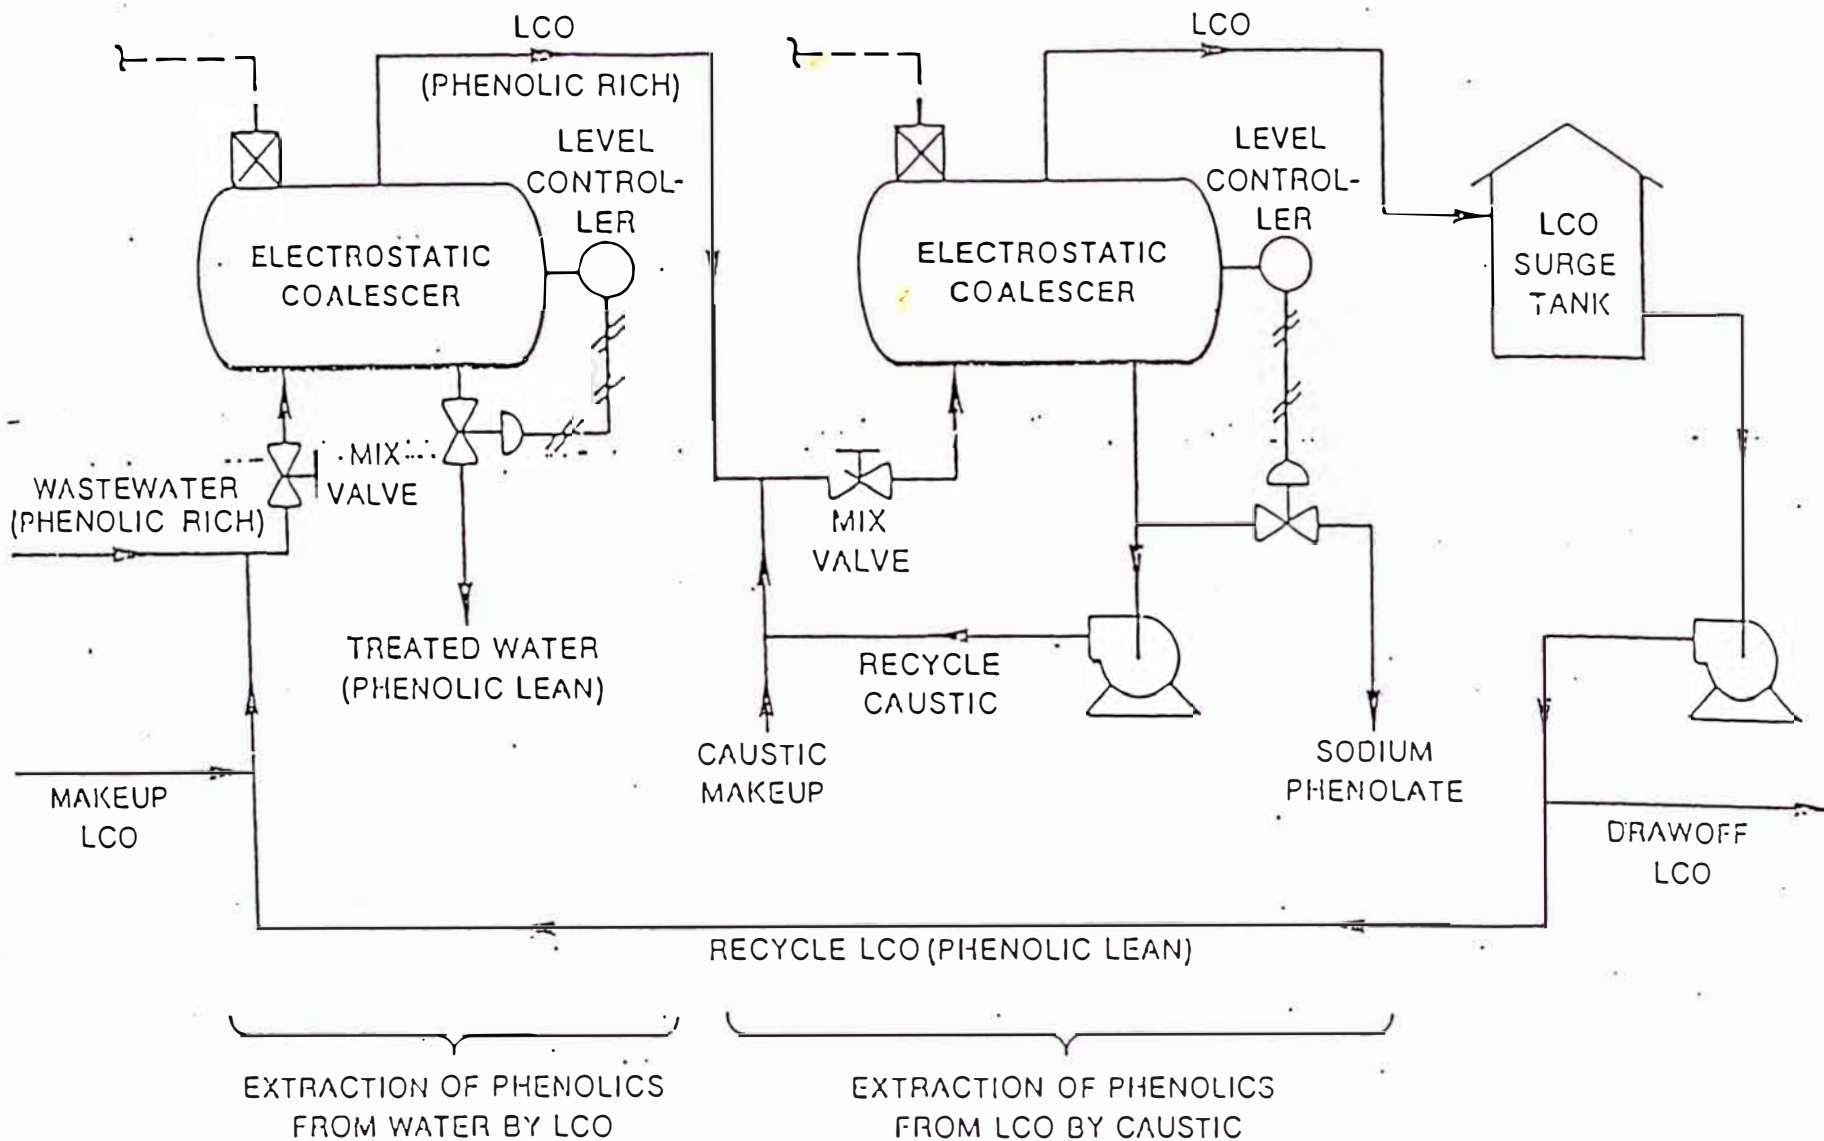 LCO
(PHENOLIC RICH)
LEVEL
CONTROL-
LER
ELECTROSTATIC
COALESCER
MIX
VALVE
WASTEWATER
(PHENOLIC RICH)
TREATED WATER
(PHENOLIC LEAN)
MAKEUP
LCO
LCO
LEVEL
CONTROL-
LER
ELECTROSTATIC
COALESCER
MIX
VALVE
RECYCLE
CAUSTIC
CAUSTIC
MAKEUP
SODIUM
PHENOLATE
LCO
SURGE
TANK
DRAWOFF
LCO
RECYCLE LCO (PHENOLIC LEAN)
EXTRACTION OF PHENOLICS
FROM WATER BY LCO
EXTRACTION OF PHENOLICS
FROM LCO BY CAUSTIC